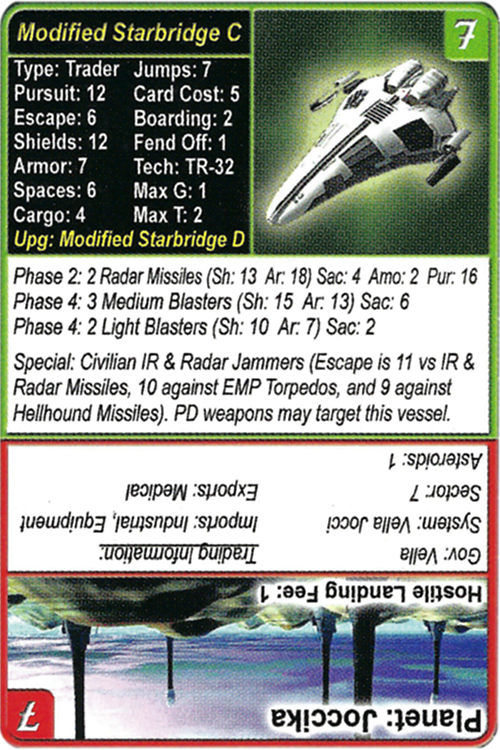 Modified Starbridge C
7
Type: Trader Jumps: 7
Pursuit: 12 Card Cost: 5
Escape: 6 Boarding: 2
Shields: 12 Fend Off: 1
Armor: 7 Tech: TR-32
Spaces: 6 Max G: 1
Cargo: 4 Max T: 2
Upg: Modified Starbridge D
Phase 2: 2 Radar Missiles (Sh: 13 Ar: 18) Sac: 4 Amo: 2 Pur: 16
Phase 4: 3 Medium Blasters (Sh: 15 Ar: 13) Sac: 6
Phase 4: 2 Light Blasters (Sh: 10 Ar: 7) Sac: 2
Special: Civilian IR & Radar Jammers (Escape is 11 vs IR &
Radar Missiles, 10 against EMP Torpedos, and 9 against
Hellhound Missiles). PD weapons may target this vessel.
Planet: Joccika
7
Hostile Landing Fee: 1
Gov: Vella Trading Information:
System: Vella Jocci Imports: Industrial, Equipment
Sector: 7 Exports: Medical
Asteroids: 1